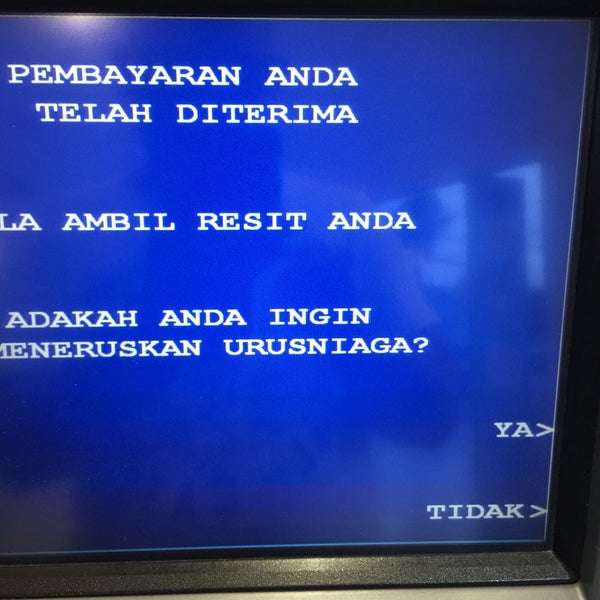 PEMBAYARAN ANDA
TELAH DITERIMA
LA AMBIL RESIT ANDA
ADAKAH ANDA INGIN
MENERUSKAN URUSNIAGA?
YA>
TIDAK>